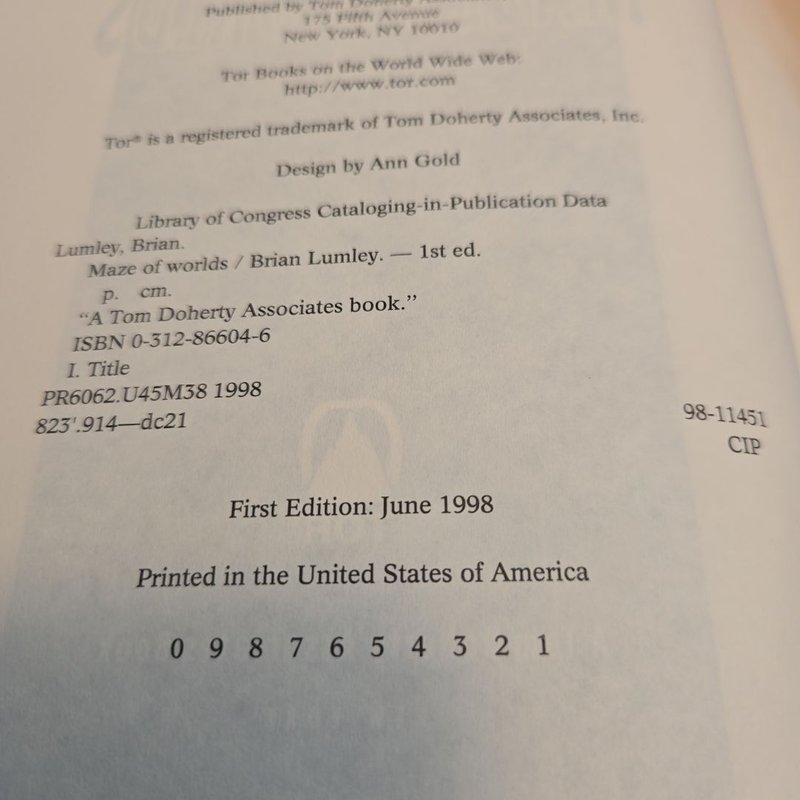 Published by Tom Doherty Associates,
175 Fifth Avenue
New York, NY 10010
Tor Books on the World Wide Web:
http://www.tor.com
Tor® is a registered trademark of Tom Doherty Associates, Inc.
Design by Ann Gold
Library of Congress Cataloging-in-Publication Data
Lumley, Brian.
Maze of worlds / Brian Lumley. — 1st ed.
p. cm.
“A Tom Doherty Associates book.”
ISBN 0-312-86604-6
I. Title
PR6062.U45M38 1998
823'.914—dc21
98-11451
CIP
First Edition: June 1998
Printed in the United States of America
0 9 8 7 6 5 4 3 2 1